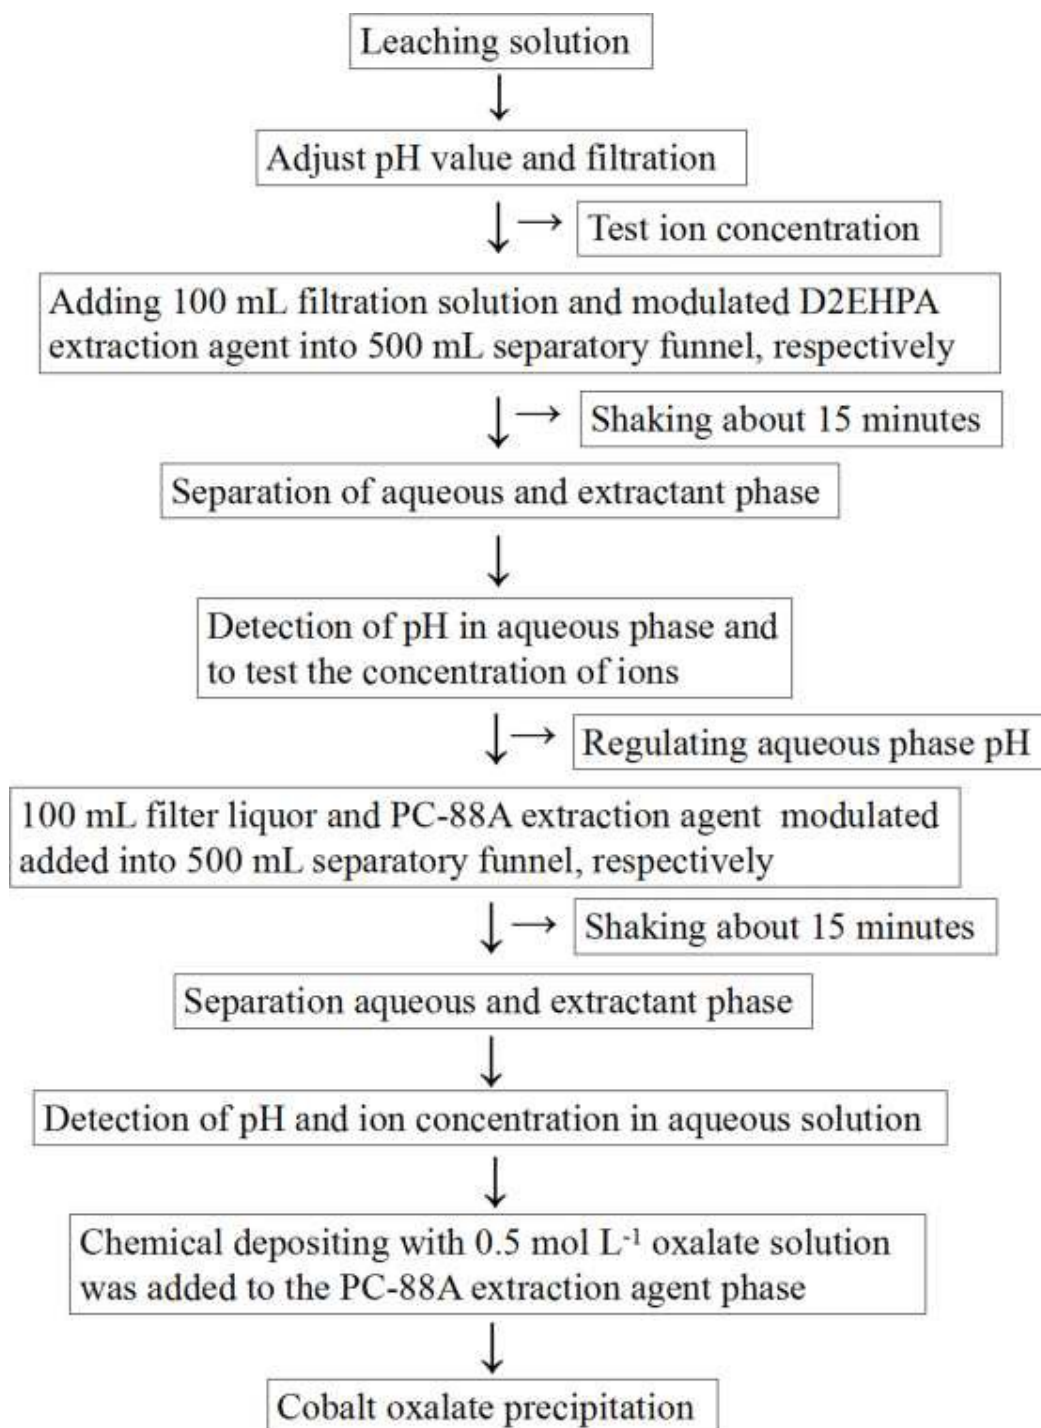 Leaching solution
Adjust pH value and filtration
Test ion concentration
Adding 100 mL filtration solution and modulated D2EHPA
extraction agent into 500 mL separatory funnel, respectively
Shaking about 15 minutes
Separation of aqueous and extractant phase
Detection of pH in aqueous phase and
to test the concentration of ions
Regulating aqueous phase pH
100 mL filter liquor and PC-88A extraction agent modulated
added into 500 mL separatory funnel, respectively
Shaking about 15 minutes
Separation aqueous and extractant phase
Detection of pH and ion concentration in aqueous solution
Chemical depositing with 0.5 mol L⁻¹ oxalate solution
was added to the PC-88A extraction agent phase
Cobalt oxalate precipitation